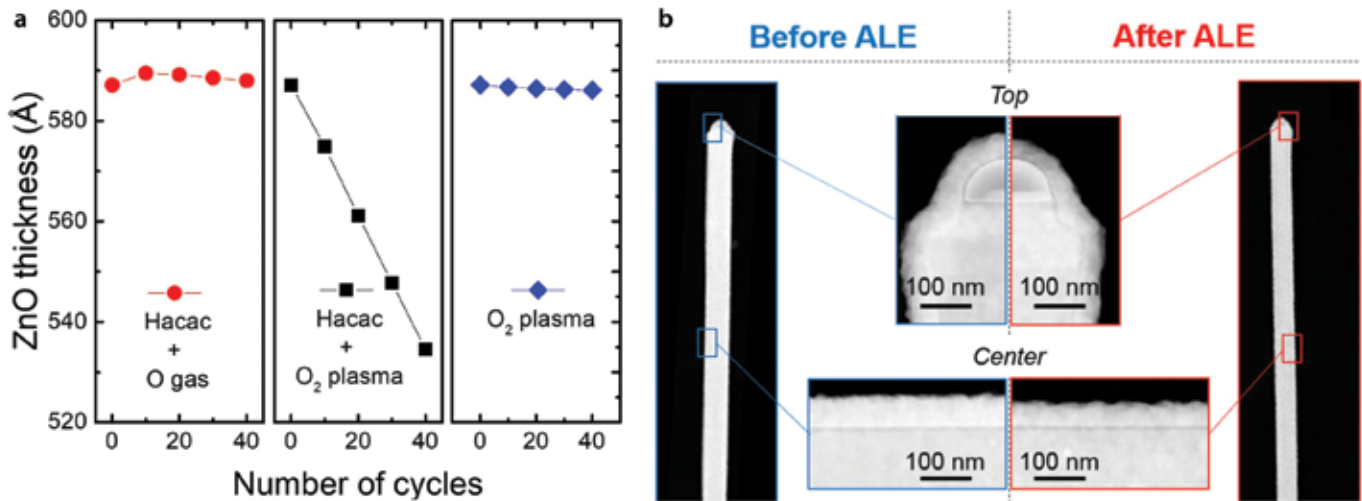 a
600
580
560
540
520
ZnO thickness (Å)
Hacac
+
O gas
Hacac
+
O₂ plasma
O₂ plasma
0 20 40
0 20 40
0 20 40
Number of cycles
b
Before ALE
After ALE
Top
100 nm
100 nm
Center
100 nm
100 nm